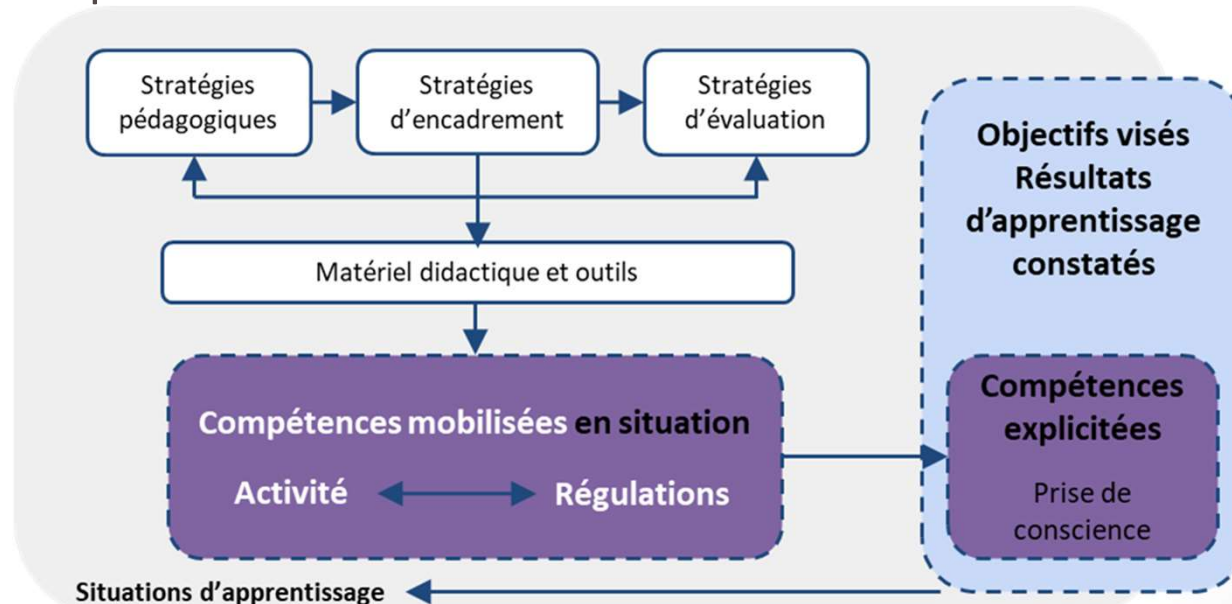 Stratégies
pédagogiques
Stratégies
d'encadrement
Stratégies
d'évaluation
Objectifs visés
Résultats
d'apprentissage
constatés
Matériel didactique et outils
Compétences mobilisées en situation
Activité
Régulations
Compétences
explicitées
Prise de
conscience
Situations d'apprentissage